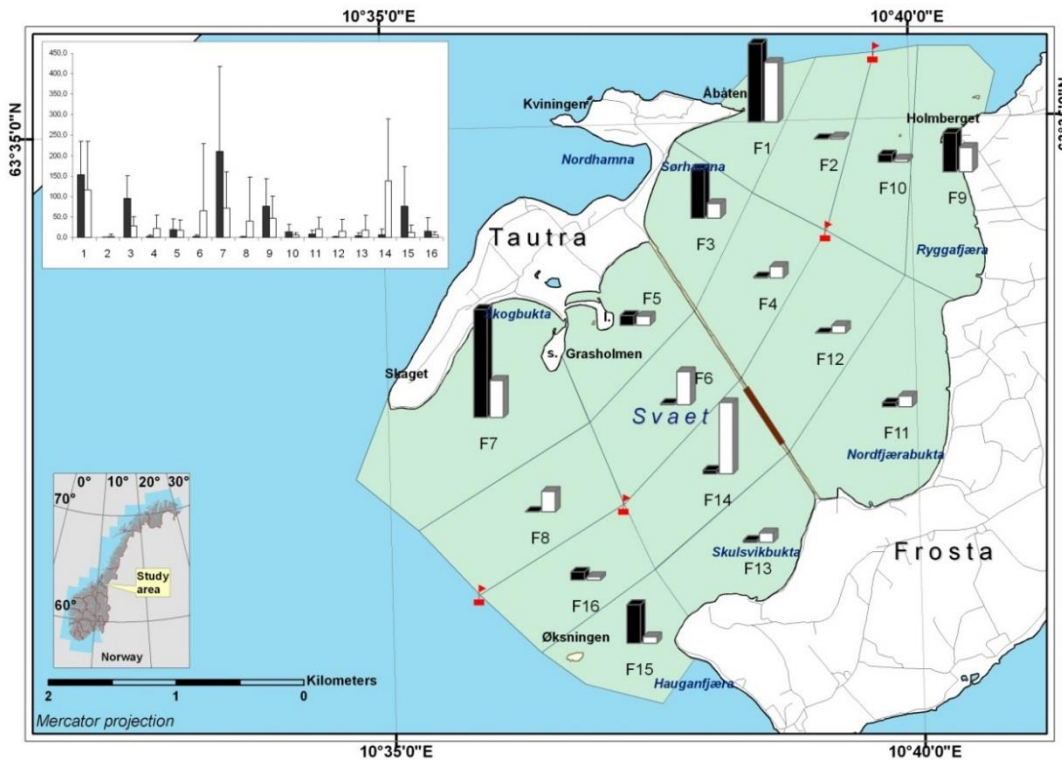 10°35'0"E
10°40'0"E
63°35'0"N
450.0
400.0
350.0
300.0
250.0
200.0
150.0
100.0
50.0
0.0
1 2 3 4 5 6 7 8 9 10 11 12 13 14 15 16
Åbåten
Kviningen
Holmberget
F1
F2
F10
F9
Nordhamna
Sørhamna
F3
Tautra
Ryggafjæra
F4
F5
l.
F12
s.
Grasholmen
Skaget
F6
Svaet
F7
F11
Nordfjærabukta
F14
0° 10° 20° 30°
70°
F8
Skulsvikbukta
F13
Frosta
Study
area
60°
F16
Øksningen
F15
Norway
Hauganfjæra
Kilometers
2 1 0
Mercator projection
10°35'0"E
10°40'0"E